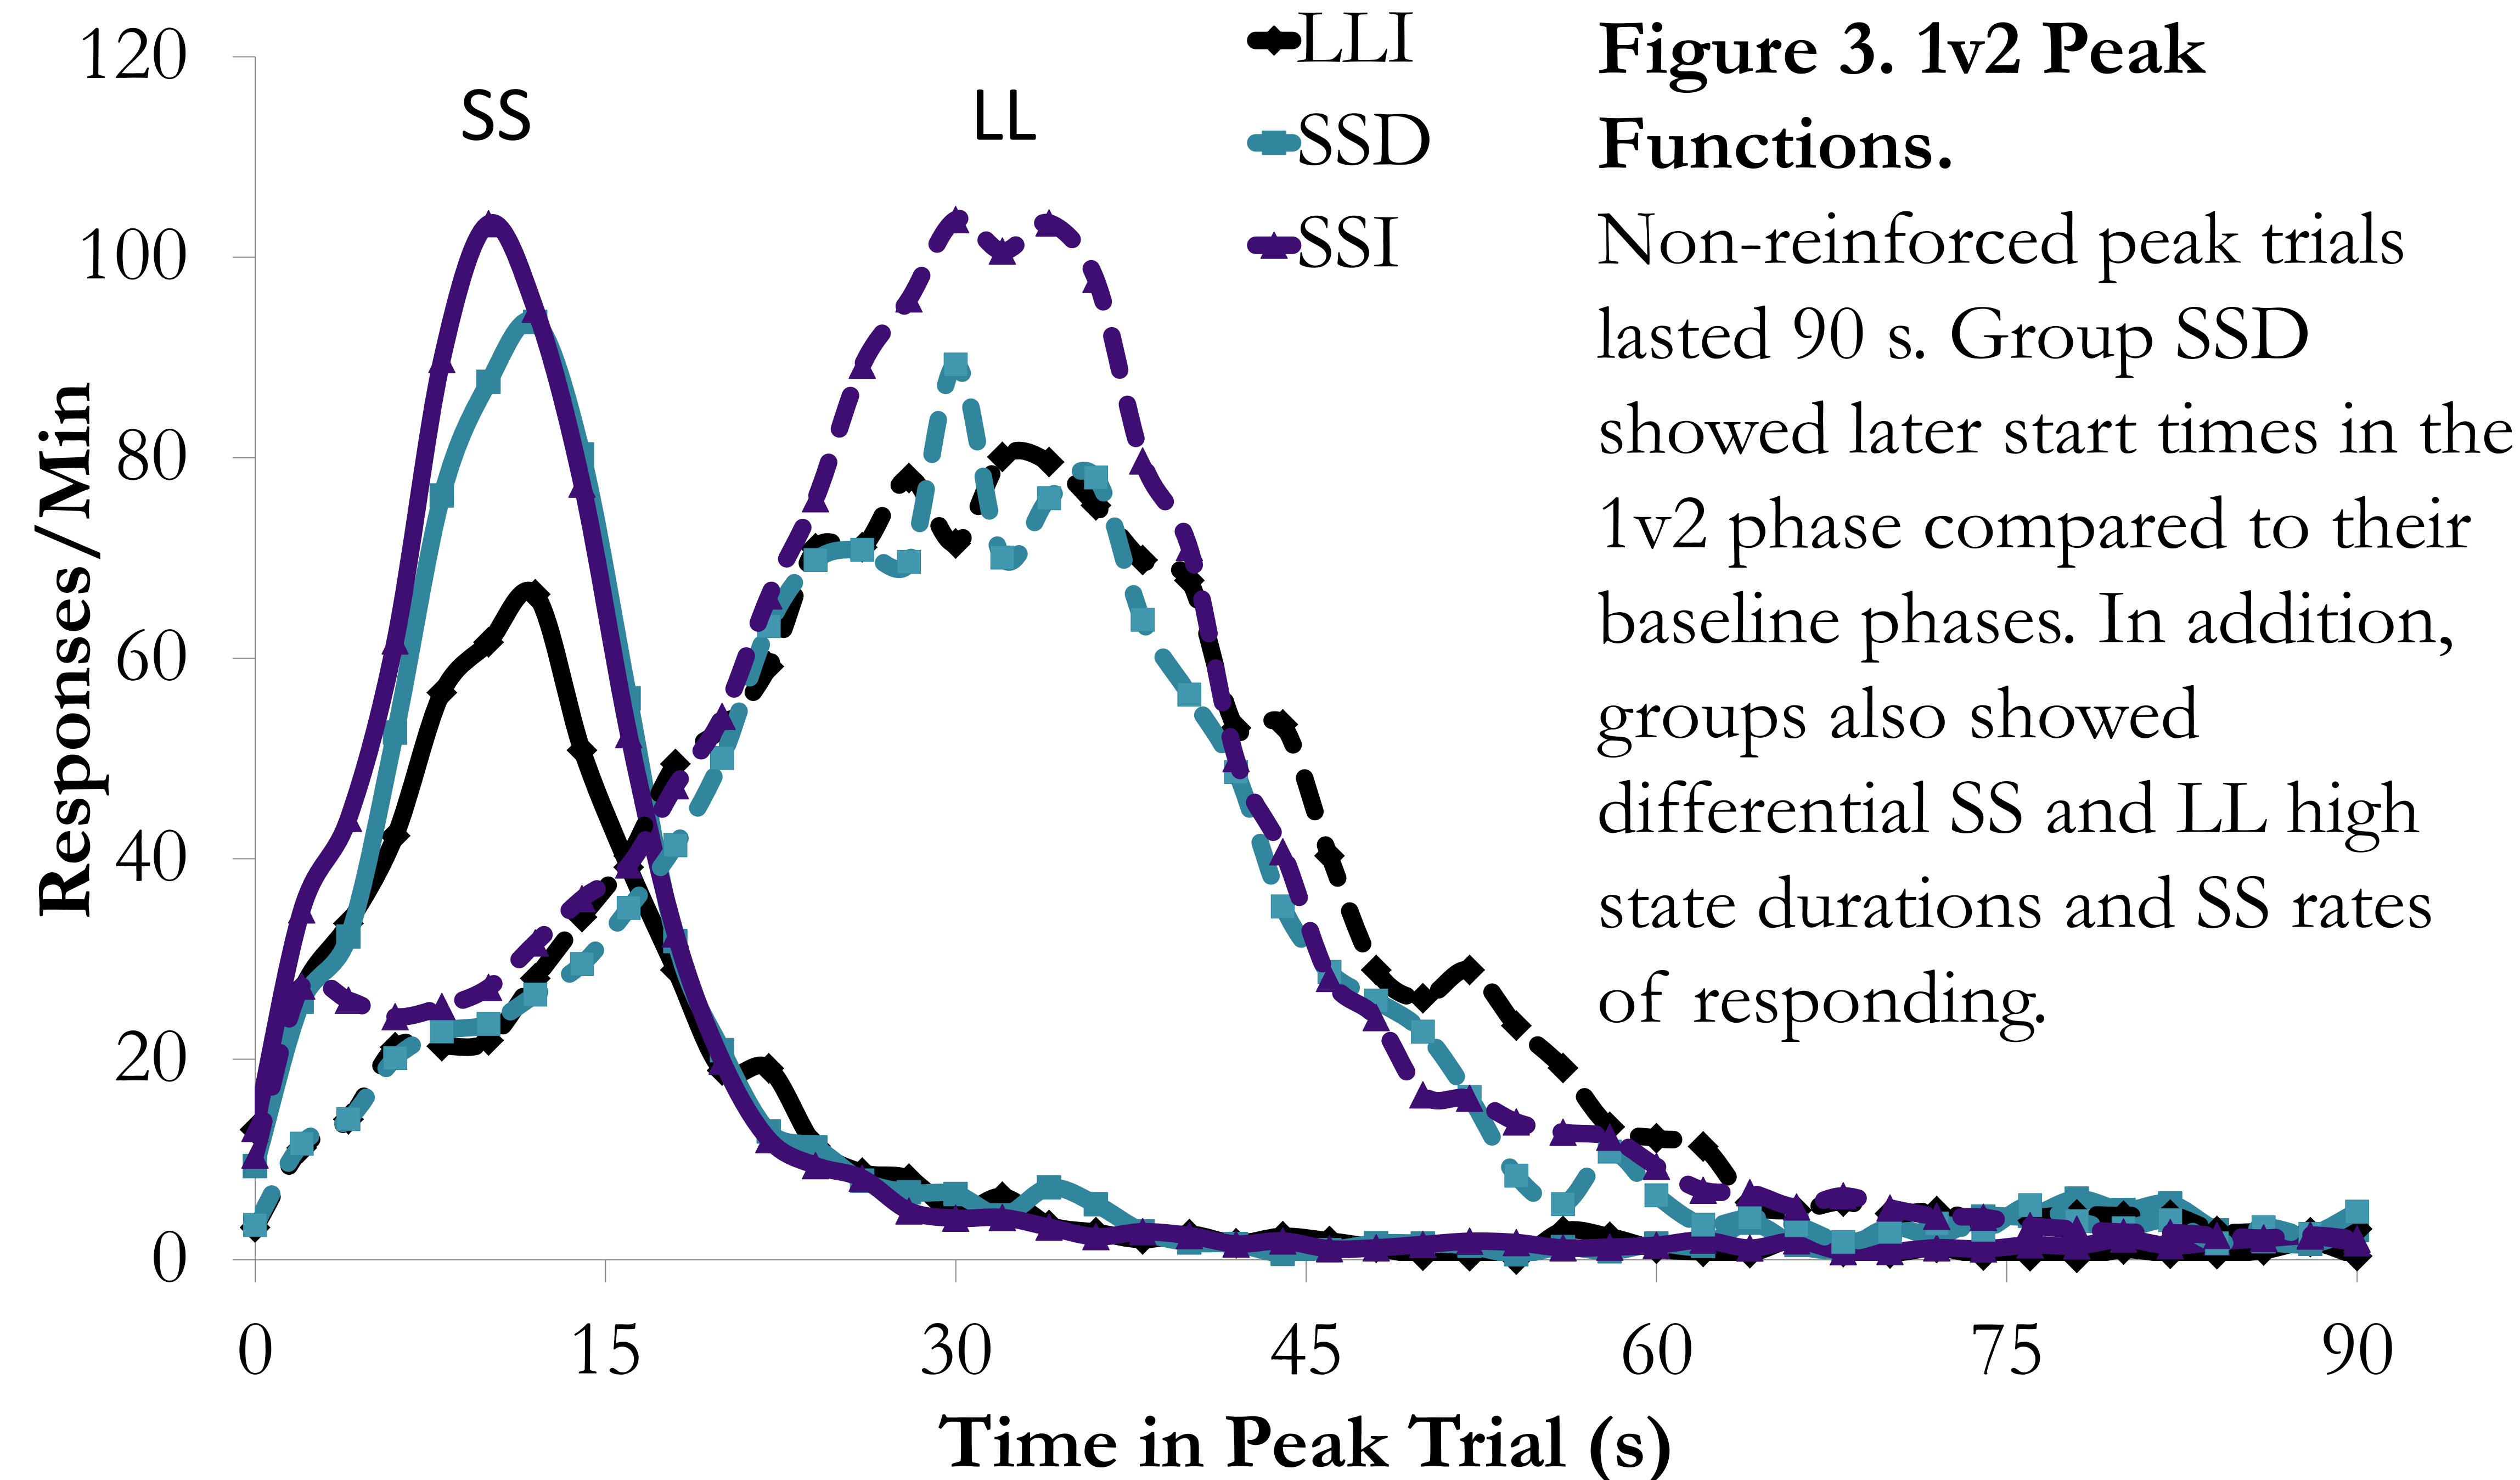 120
100
80
60
40
20
0
Responses/Min
SS
LL
LLI
SSD
SSI
0 15 30 45 60 75 90
Time in Peak Trial (s)
Figure 3. 1v2 Peak
Functions.
Non-reinforced peak trials
lasted 90 s. Group SSD
showed later start times in the
1v2 phase compared to their
baseline phases. In addition,
groups also showed
differential SS and LL high
state durations and SS rates
of responding.